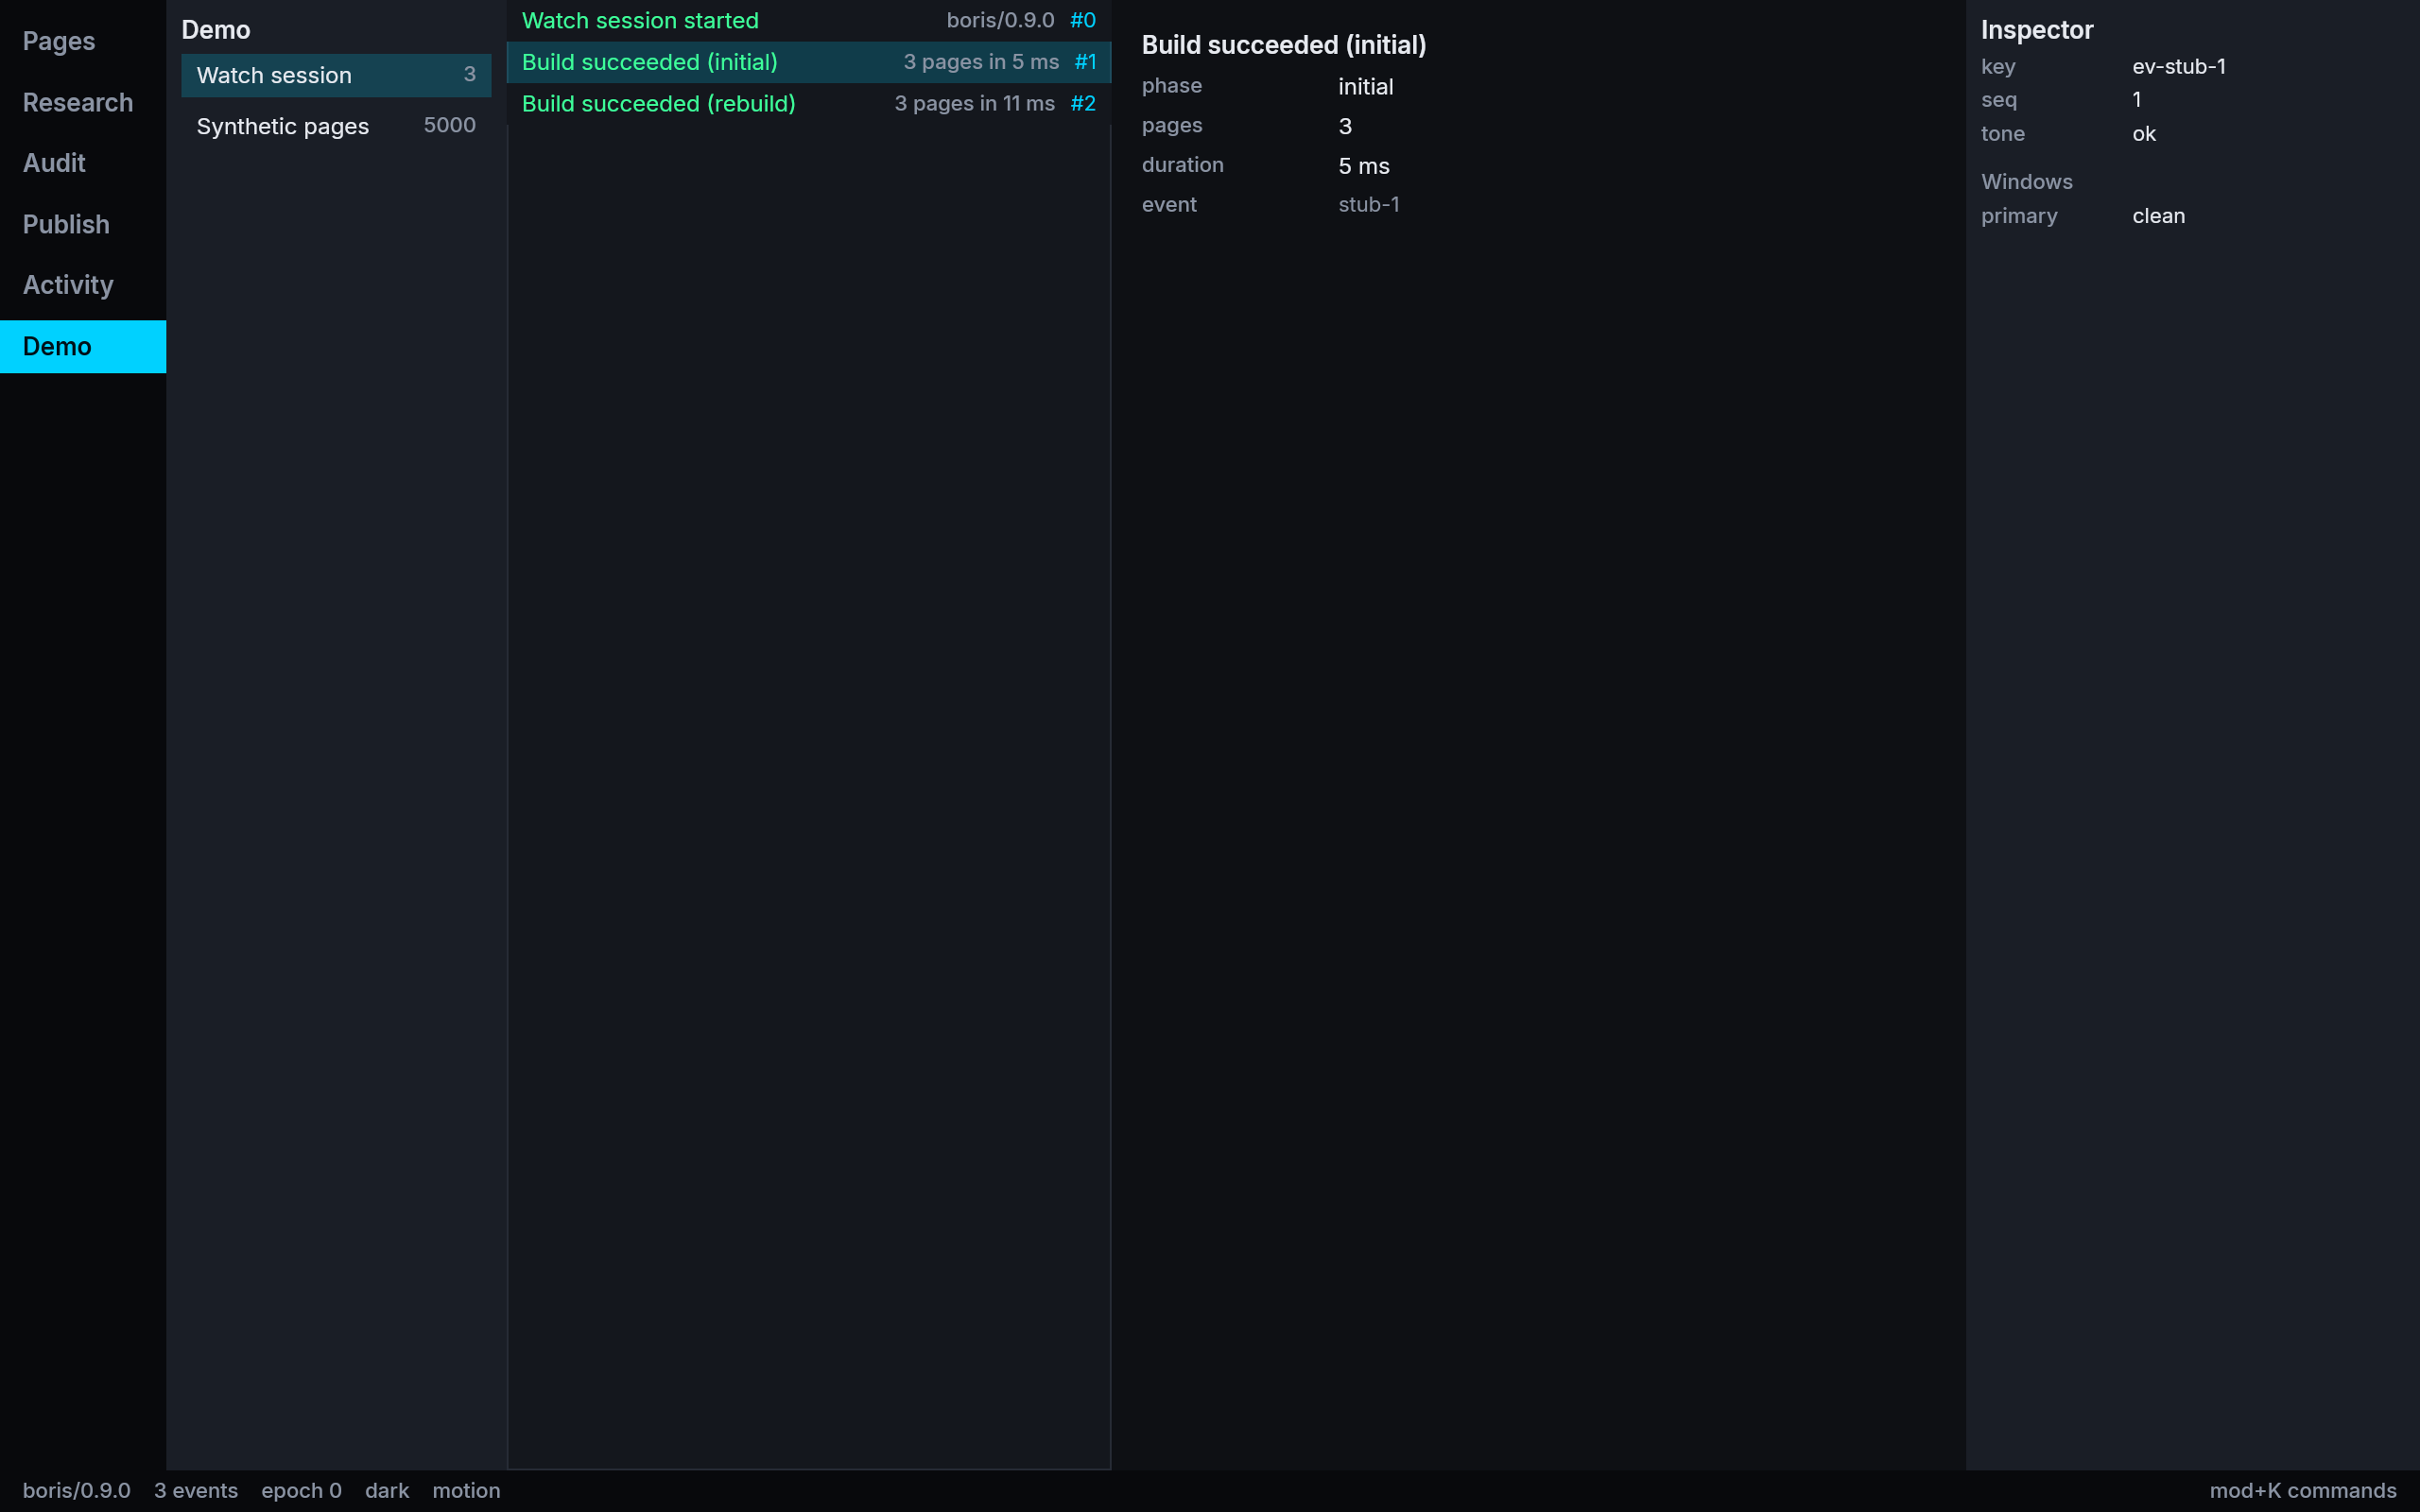 Pages
Research
Audit
Publish
Activity
Demo
Demo
Watch session 3
Synthetic pages 5000
Watch session started boris/0.9.0 #0
Build succeeded (initial) 3 pages in 5 ms #1
Build succeeded (rebuild) 3 pages in 11 ms #2
Build succeeded (initial)
phase initial
pages 3
duration 5 ms
event stub-1
Inspector
key ev-stub-1
seq 1
tone ok
Windows
primary clean
boris/0.9.0 3 events epoch 0 dark motion mod+K commands